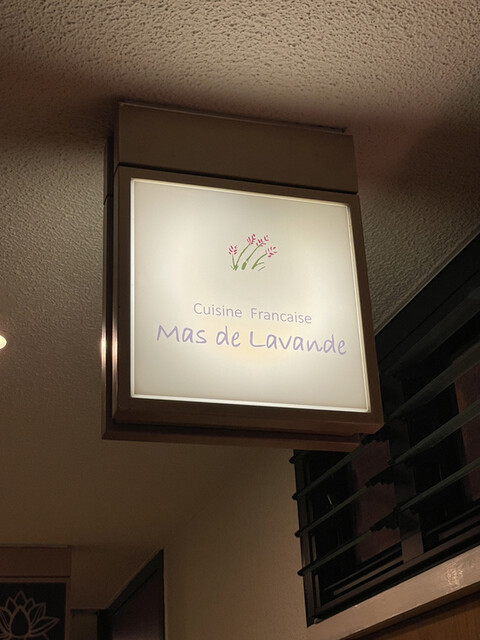 Cuisine Francaise
Mas de Lavande